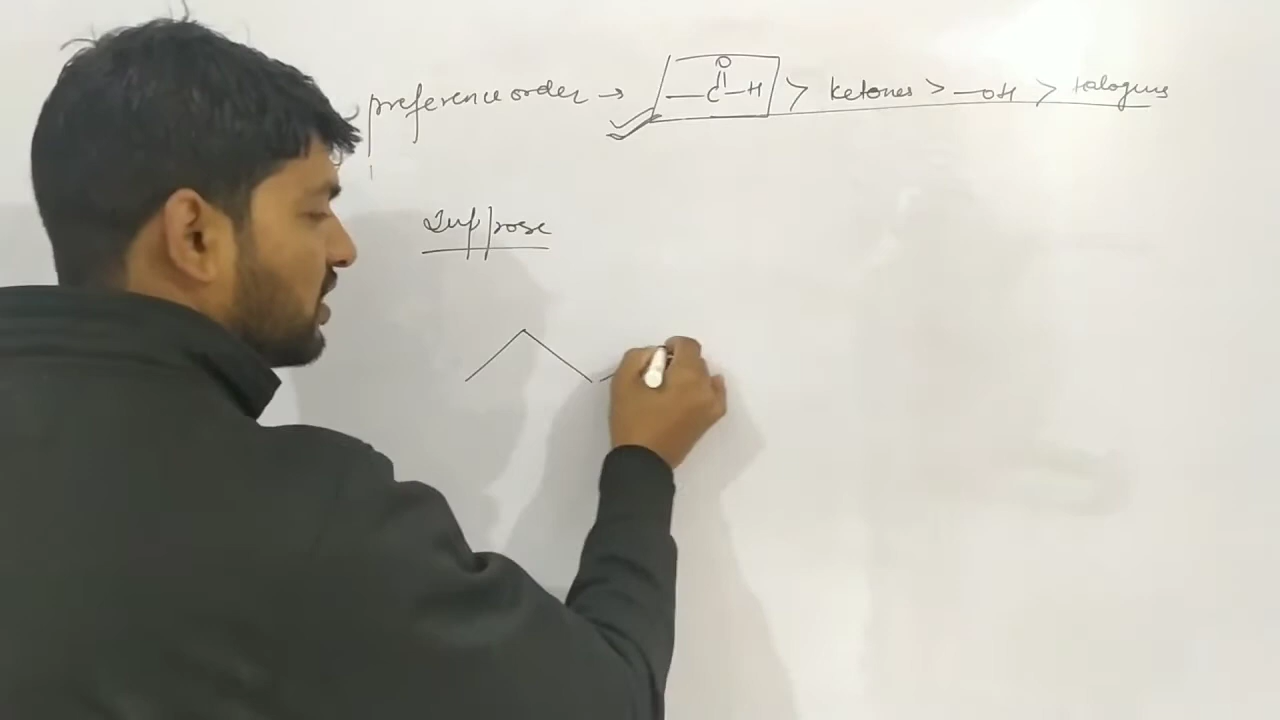 preference order → —C(=O)—H > ketones > —OH > Halogens
Suppose